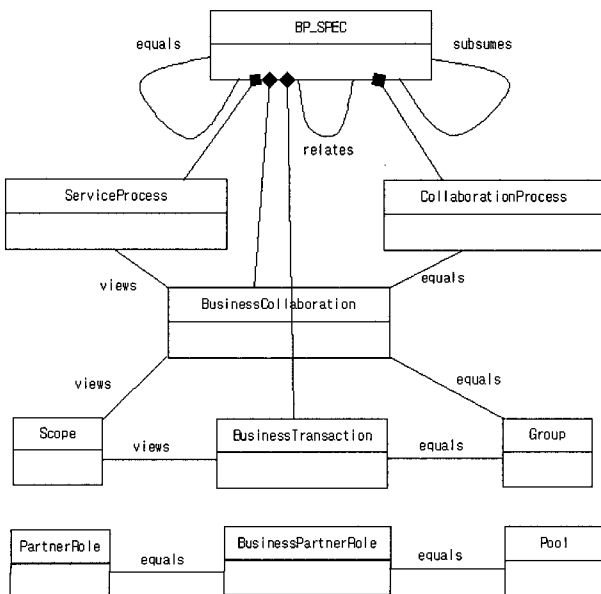 BP_SPEC
equals
subsumes
relates
ServiceProcess
CollaborationProcess
views
equals
BusinessCollaboration
views
equals
Scope
BusinessTransaction
Group
views
equals
PartnerRole
BusinessPartnerRole
Pool
equals
equals